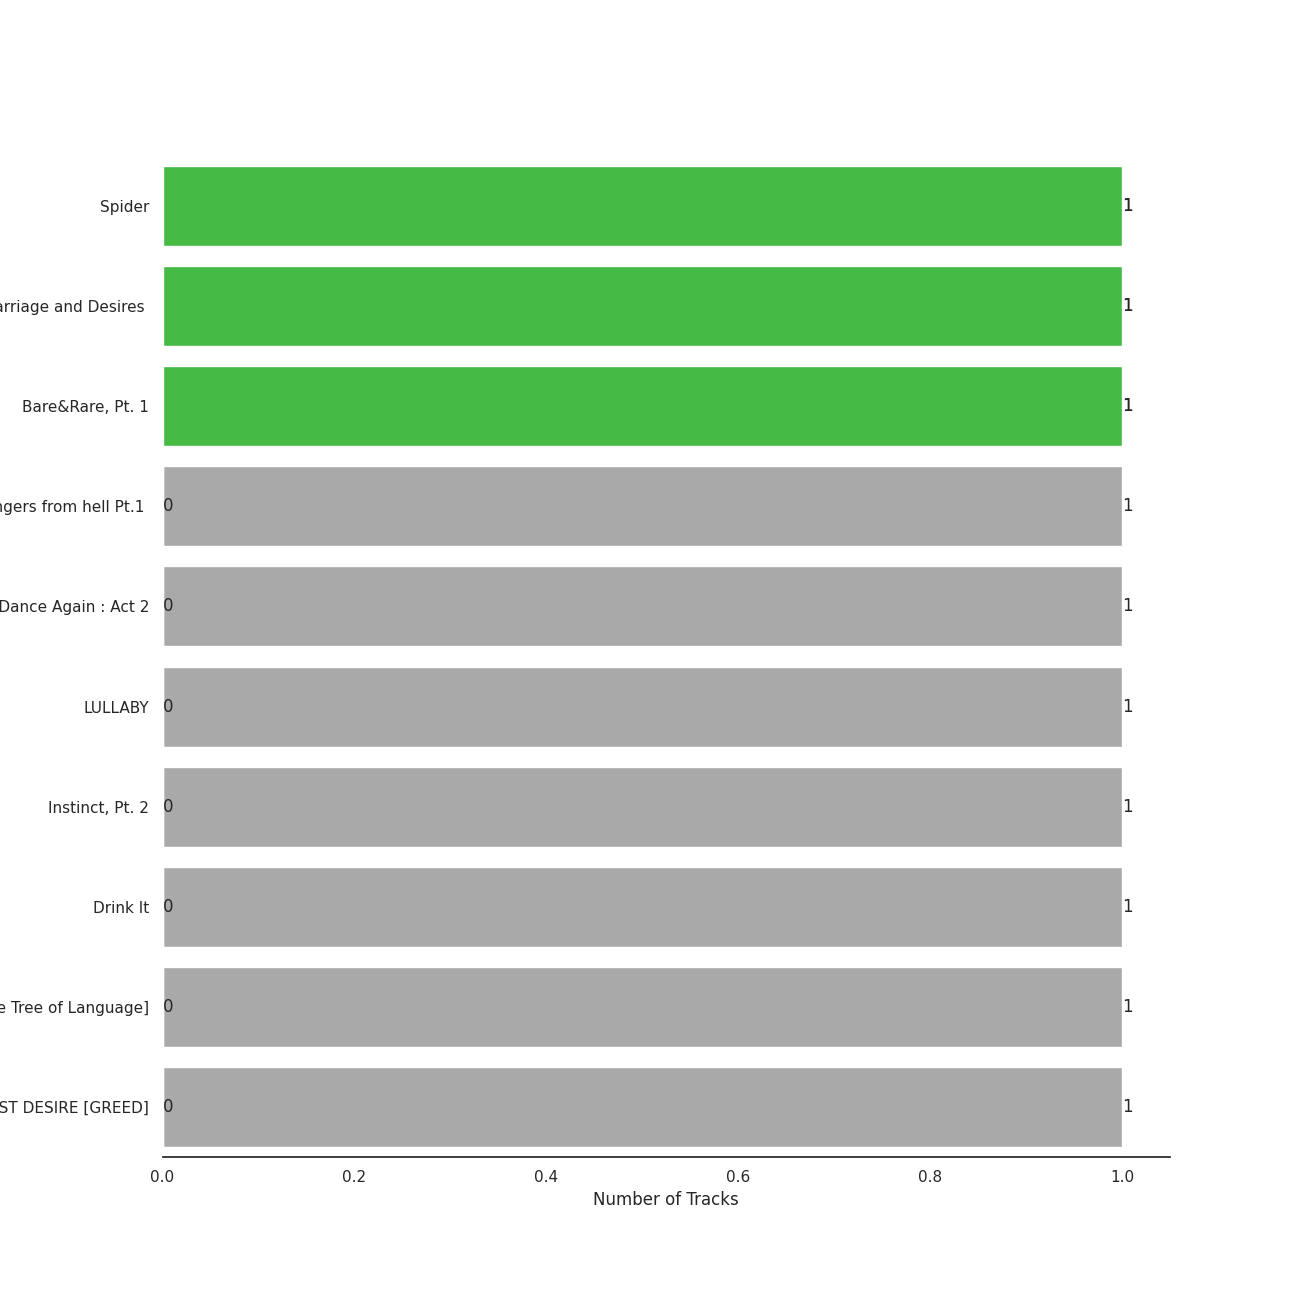 Spider
1
arriage and Desires
1
Bare&Rare, Pt. 1
1
ngers from hell Pt.1
0
1
Dance Again : Act 2
0
1
LULLABY
0
1
Instinct, Pt. 2
0
1
Drink It
0
1
e Tree of Language]
0
1
ST DESIRE [GREED]
0
1
0.0 0.2 0.4 0.6 0.8 1.0
Number of Tracks